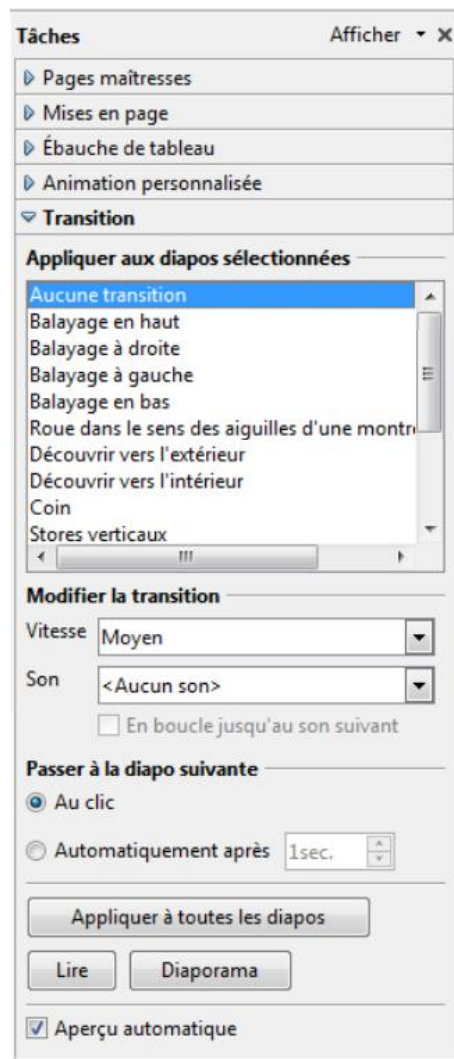 Tâches Afficher
Pages maîtresses
Mises en page
Ébauche de tableau
Animation personnalisée
Transition
Appliquer aux diapos sélectionnées
Aucune transition
Balayage en haut
Balayage à droite
Balayage à gauche
Balayage en bas
Roue dans le sens des aiguilles d'une montre
Découvrir vers l'extérieur
Découvrir vers l'intérieur
Coin
Stores verticaux
Modifier la transition
Vitesse Moyen
Son <Aucun son>
En boucle jusqu'au son suivant
Passer à la diapo suivante
Au clic
Automatiquement après 1sec.
Appliquer à toutes les diapos
Lire Diaporama
Aperçu automatique